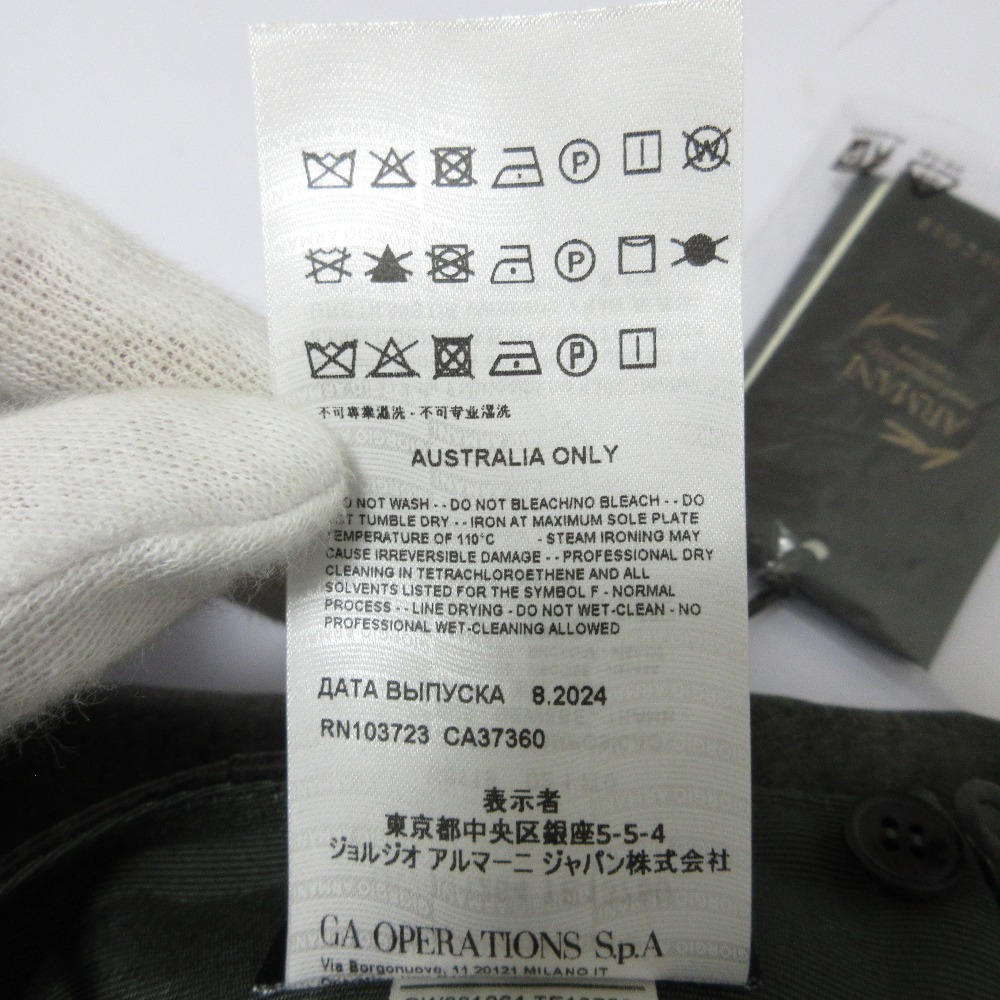 P
W
P
P
不可專業濕洗 - 不可专业湿洗
AUSTRALIA ONLY
NOT WASH - - DO NOT BLEACH/NO BLEACH - - DO
TUMBLE DRY - - IRON AT MAXIMUM SOLE PLATE
TEMPERATURE OF 110°C - STEAM IRONING MAY
CAUSE IRREVERSIBLE DAMAGE - - PROFESSIONAL DRY
CLEANING IN TETRACHLOROETHENE AND ALL
SOLVENTS LISTED FOR THE SYMBOL F - NORMAL
PROCESS - - LINE DRYING - DO NOT WET-CLEAN - NO
PROFESSIONAL WET-CLEANING ALLOWED
ДАТА ВЫПУСКА 8.2024
RN103723 CA37360
表示者
東京都中央区銀座5-5-4
ジョルジオ アルマーニ ジャパン株式会社
GA OPERATIONS S.p.A
Via Borgonuovo, 11 20121 MILANO IT
ARMANI